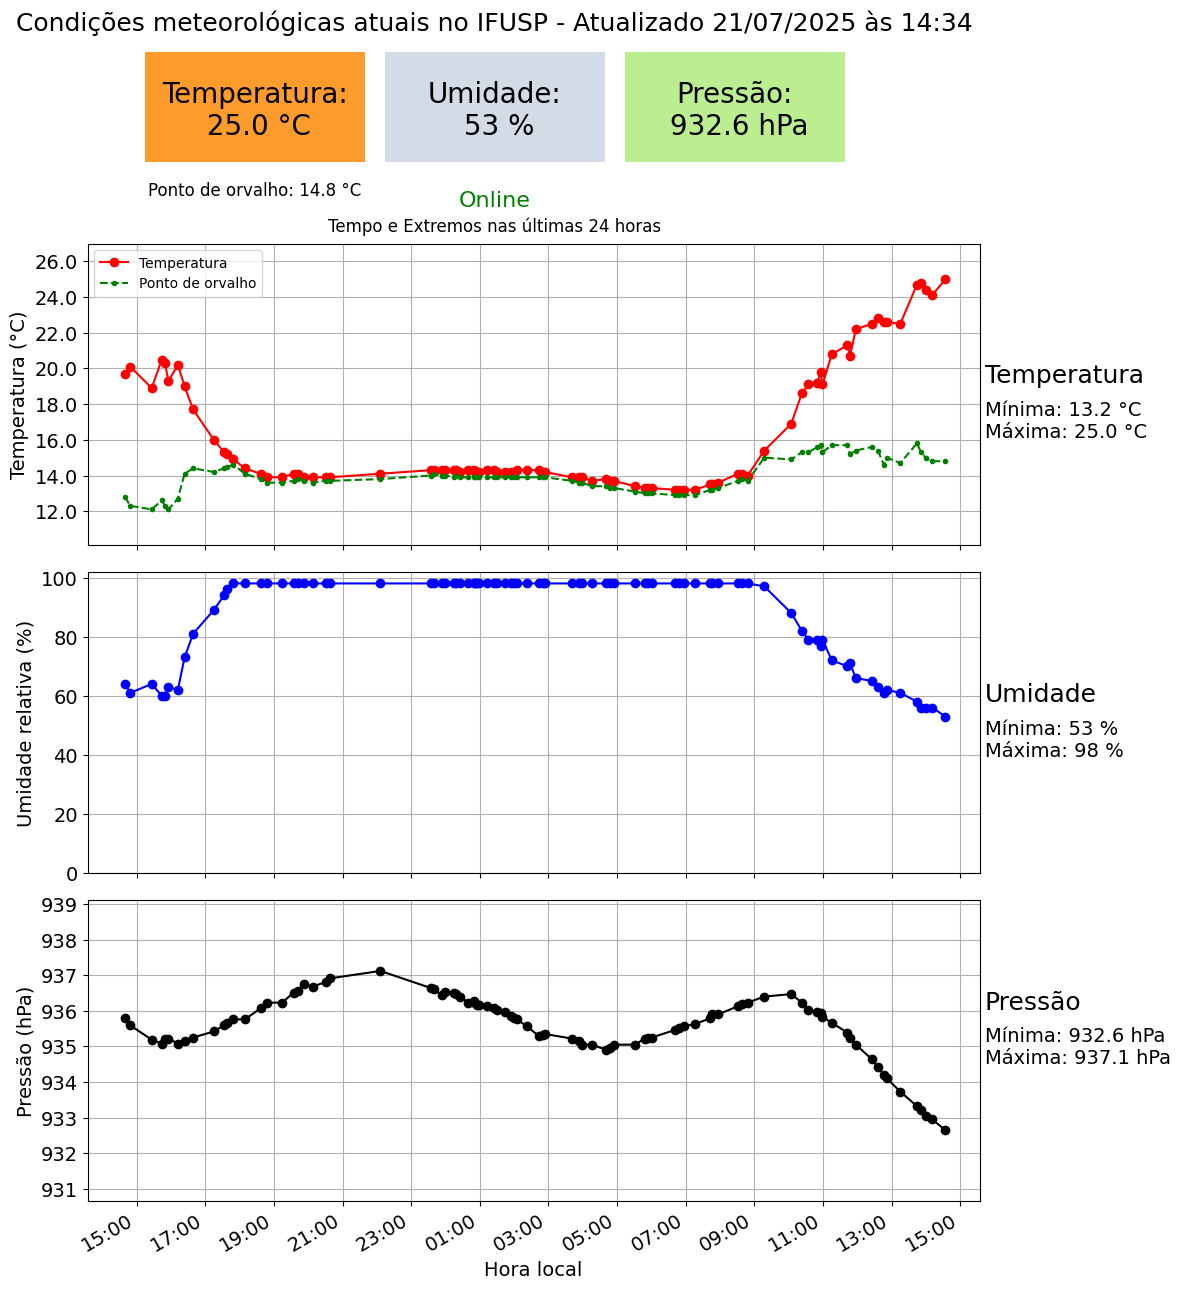 Condições meteorológicas atuais no IFUSP - Atualizado 21/07/2025 às 14:34
Temperatura:
25.0 °C
Umidade:
53 %
Pressão:
932.6 hPa
Ponto de orvalho: 14.8 °C
Online
Tempo e Extremos nas últimas 24 horas
Temperatura
Ponto de orvalho
Temperatura (°C)
26.0
24.0
22.0
20.0
18.0
16.0
14.0
12.0
Temperatura
Mínima: 13.2 °C
Máxima: 25.0 °C
Umidade relativa (%)
100
80
60
40
20
0
Umidade
Mínima: 53 %
Máxima: 98 %
Pressão (hPa)
939
938
937
936
935
934
933
932
931
Pressão
Mínima: 932.6 hPa
Máxima: 937.1 hPa
15:00 17:00 19:00 21:00 23:00 01:00 03:00 05:00 07:00 09:00 11:00 13:00 15:00
Hora local